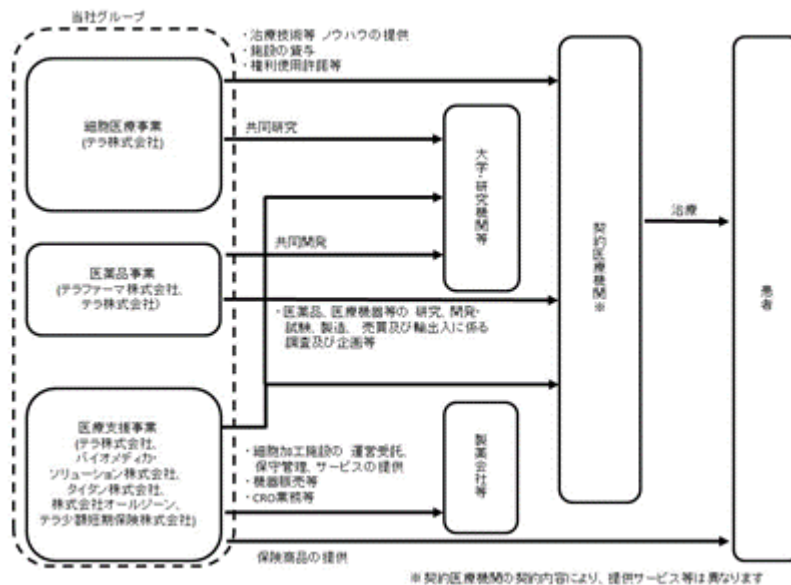 当社グループ
・治療技術等 ノウハウの提供
・施設の貸与
・権利使用許諾等
細胞医療事業
(テラ株式会社)
共同研究
大学・研究機関等
契約医療機関※
治療
患者
医薬品事業
(テラファーマ株式会社、
テラ株式会社)
共同開発
・医薬品、医療機器等の 研究、開発・
試験、製造、 売買及び輸出入に係る
調査及び企画等
医療支援事業
(テラ株式会社、
バイオメディカ・
ソリューション株式会社、
タイタン株式会社、
株式会社オールジーン、
テラ少額短期保険株式会社)
・細胞加工施設の 運営受託、
保守管理、サービスの提供
・機器販売等
・CRO業務等
製薬会社等
保険商品の提供
※契約医療機関の契約内容により、提供サービス等は異なります